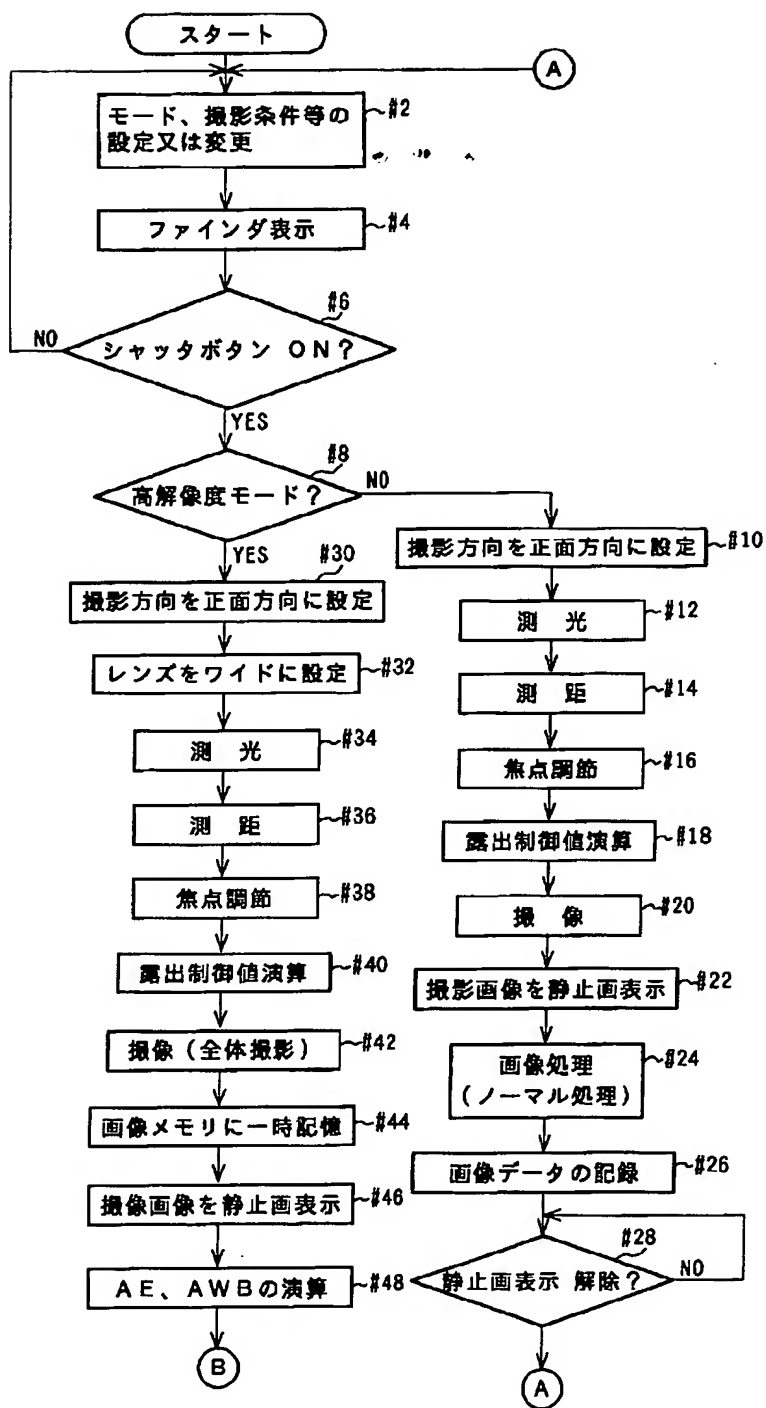 スタート
A
モード、撮影条件等の
設定又は変更
#2
ファインダ表示
#4
#6
シャッタボタン ON?
NO
YES
#8
高解像度モード?
NO
YES
#10
撮影方向を正面方向に設定
#12
測 光
#14
測 距
#16
焦点調節
#18
露出制御値演算
#20
撮 像
#22
撮影画像を静止画表示
#24
画像処理
(ノーマル処理)
#26
画像データの記録
#28
静止画表示 解除?
NO
A
#30
撮影方向を正面方向に設定
レンズをワイドに設定
#32
測 光
#34
測 距
#36
焦点調節
#38
露出制御値演算
#40
撮像(全体撮影)
#42
画像メモリに一時記憶
#44
撮像画像を静止画表示
#46
AE、AWBの演算
#48
B